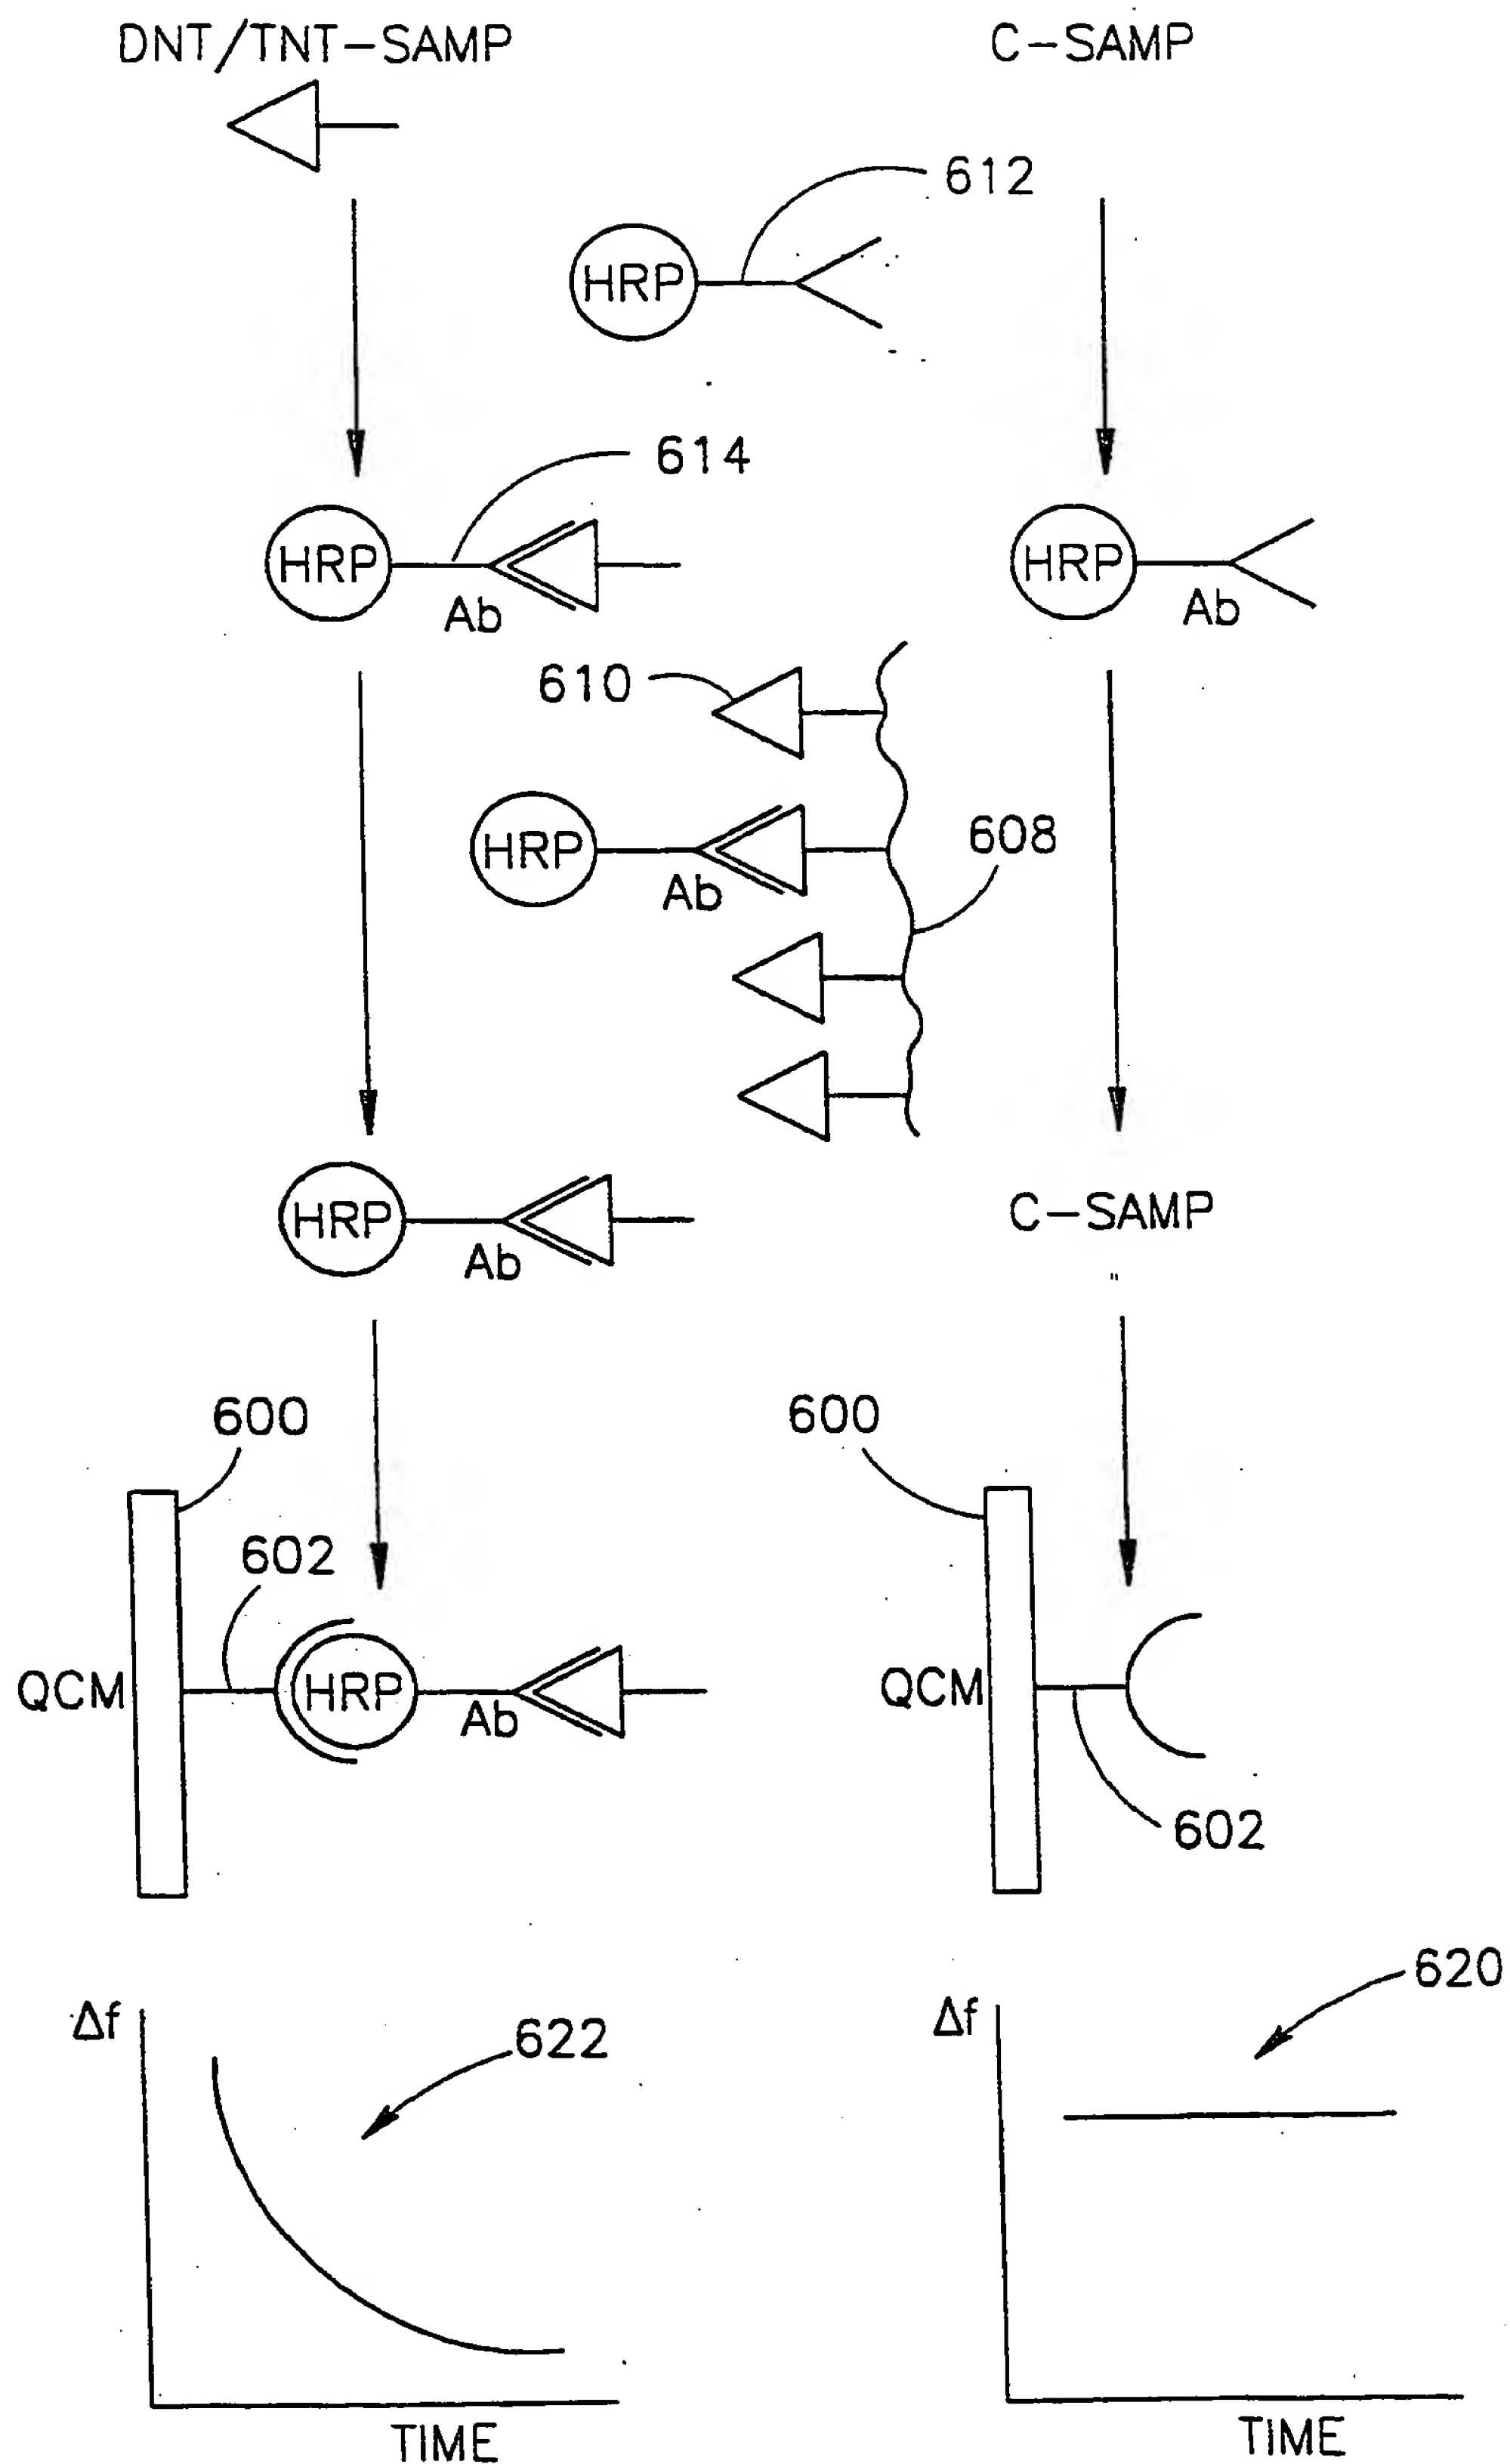 DNT/TNT-SAMP
C-SAMP
612
HRP
614
HRP
Ab
HRP
Ab
610
HRP
Ab
608
HRP
Ab
C-SAMP
600
600
602
QCM
HRP
Ab
QCM
602
Δf
622
TIME
Δf
620
TIME